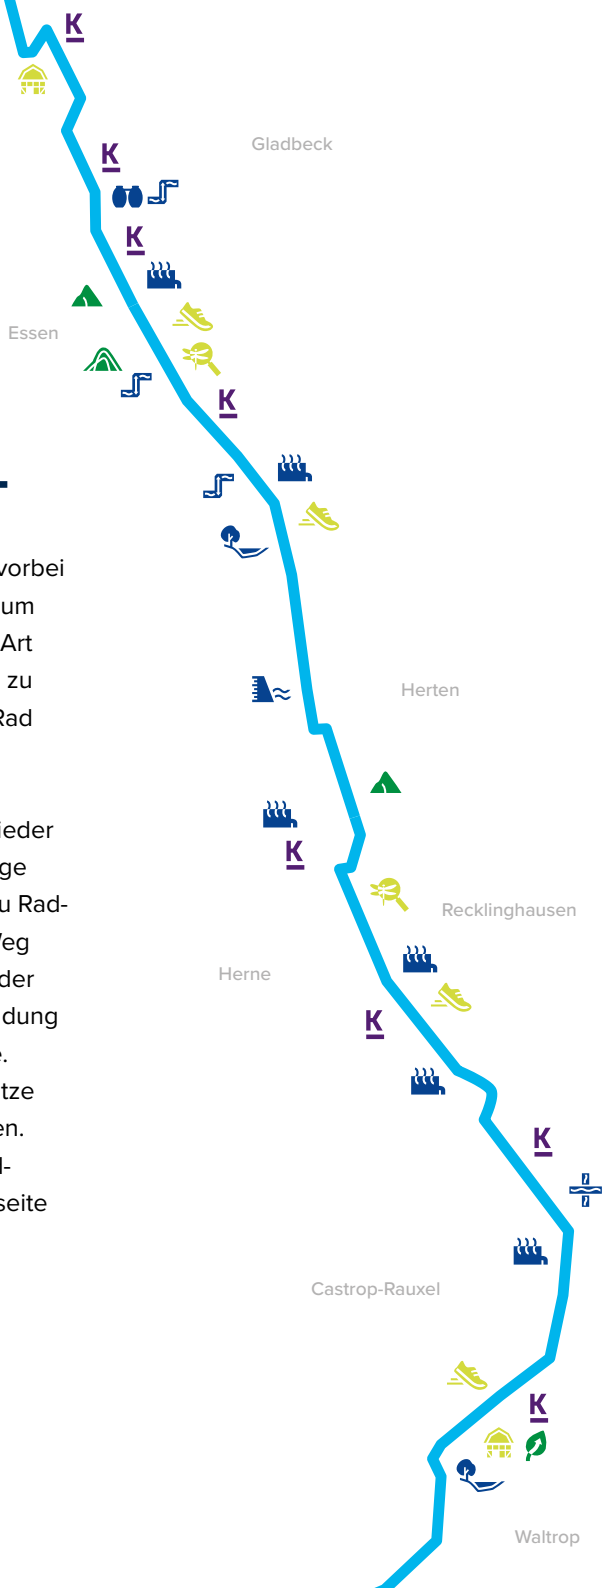 K
K
Gladbeck
K
Essen
K
vorbei
um
Art
zu
Rad
Herten
ieder
K
ge
u Rad-
Recklinghausen
Weg
Herne
der
dung
K
e.
tze
en.
K
l-
seite
Castrop-Rauxel
K
Waltrop